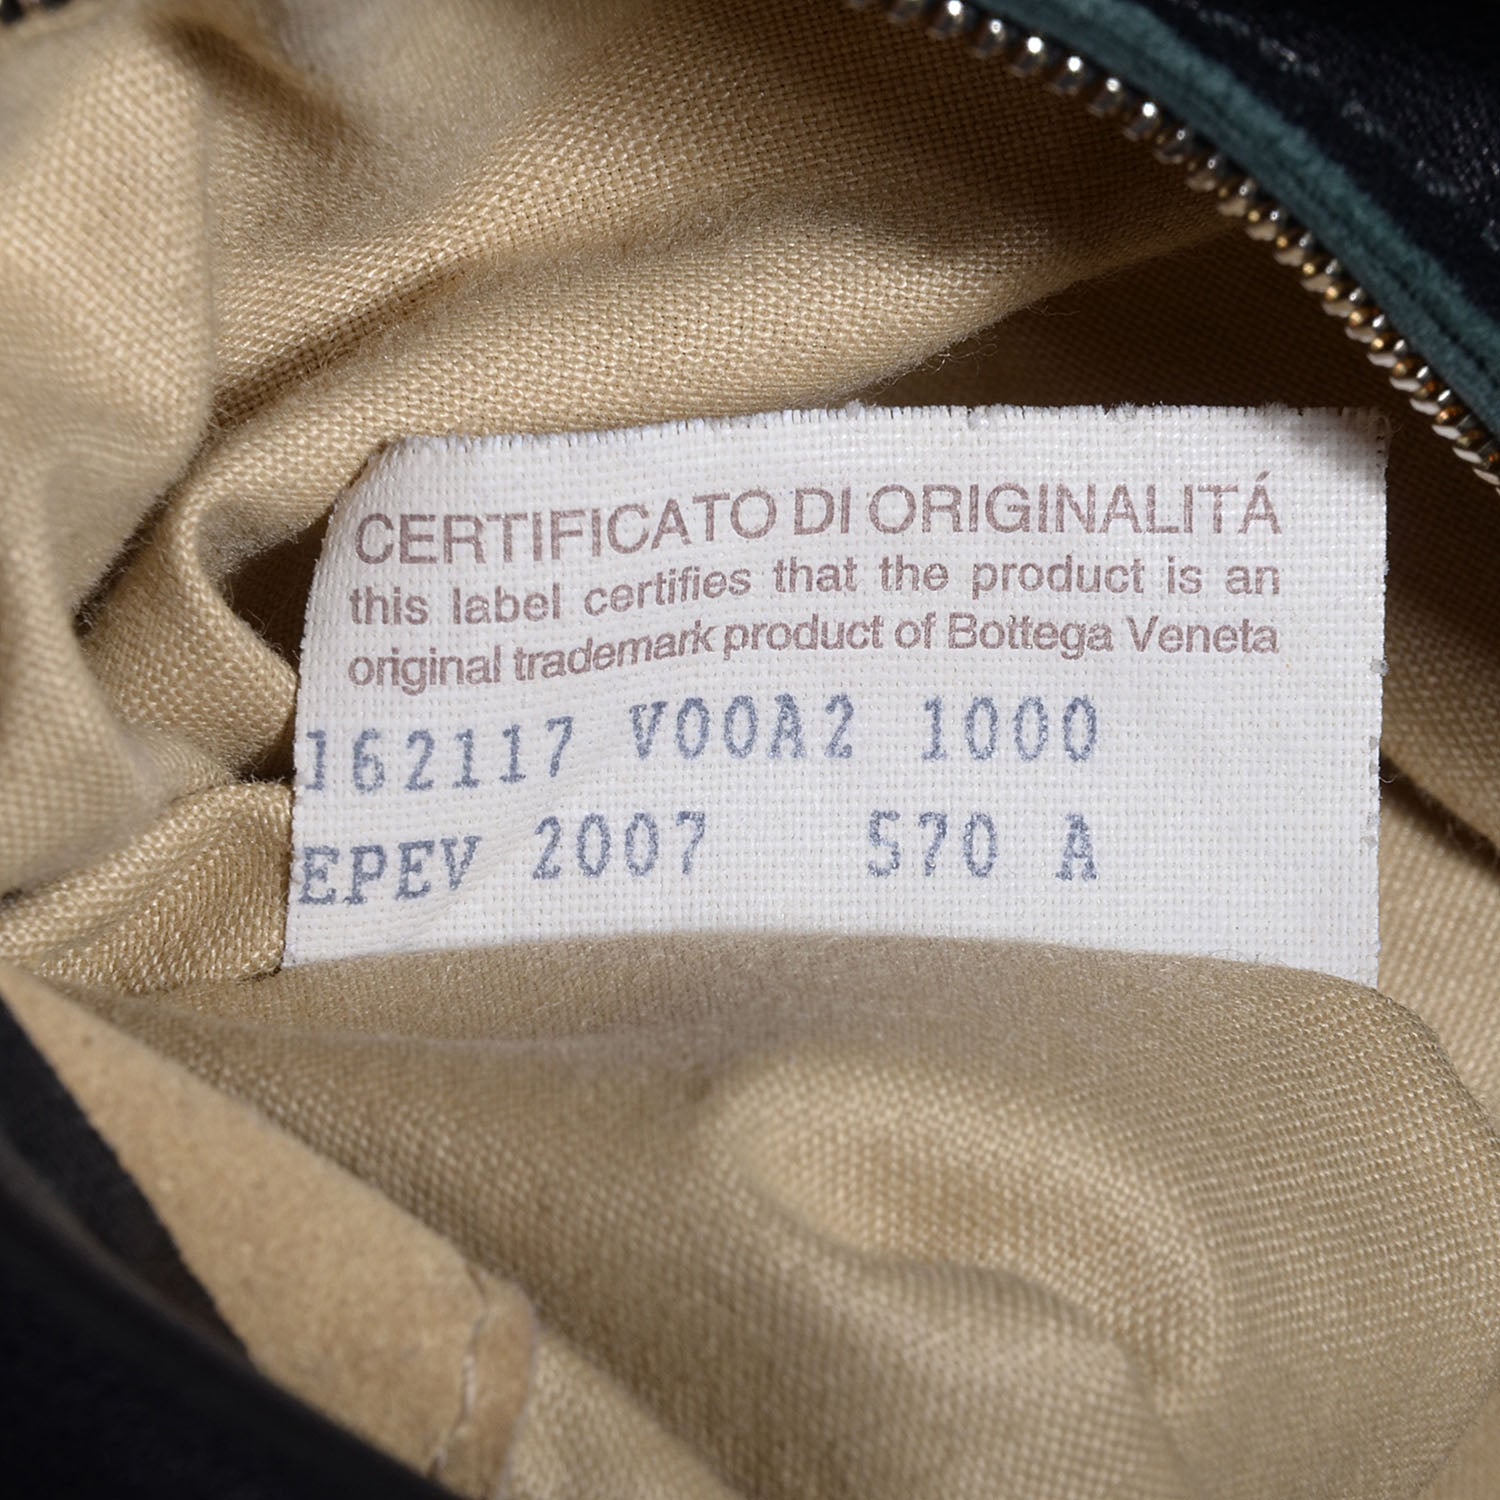 CERTIFICATO DI ORIGINALITÁ
this label certifies that the product is an
original trademark product of Bottega Veneta
162117 V00A2 1000
EPEV 2007 570 A